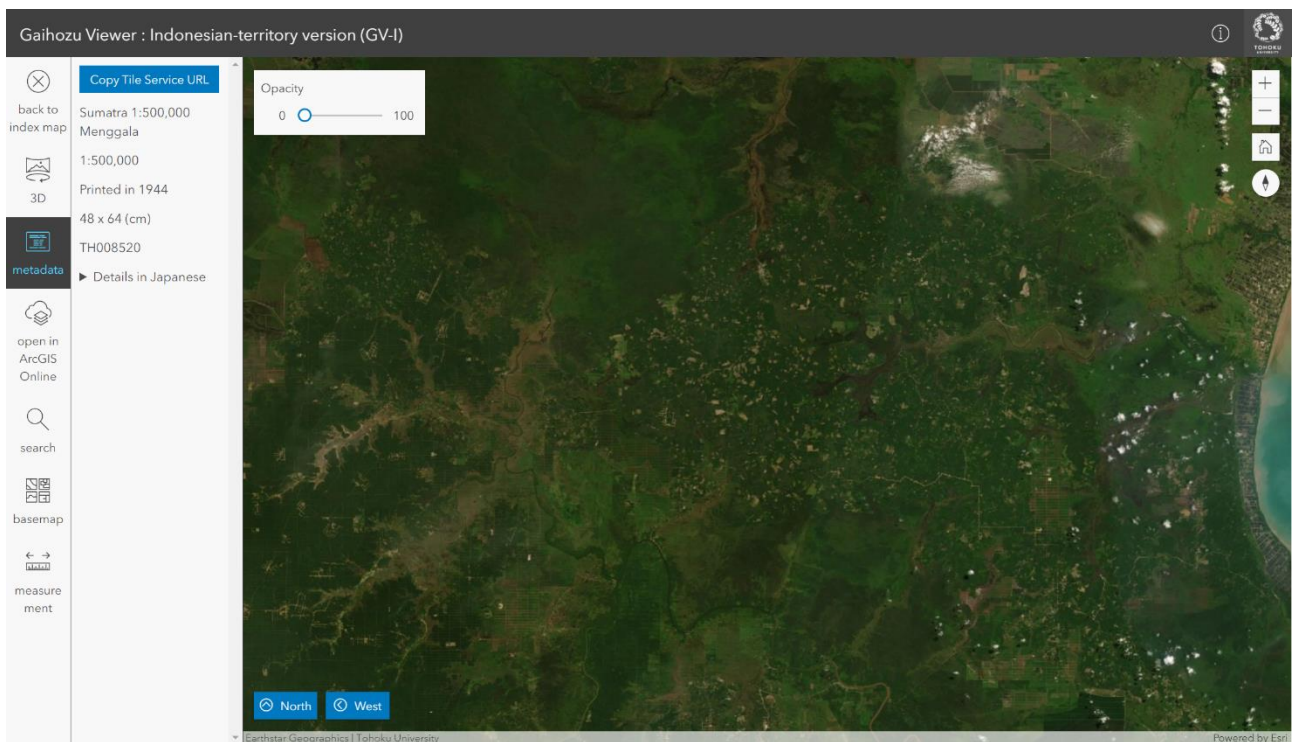 Gaihozu Viewer : Indonesian-territory version (GV-I)
TOHOKU
UNIVERSITY
back to
index map
3D
metadata
open in
ArcGIS
Online
search
basemap
measure
ment
Copy Tile Service URL
Sumatra 1:500,000
Menggala
1:500,000
Printed in 1944
48 x 64 (cm)
TH008520
▶ Details in Japanese
Opacity
0 100
North West
Earthstar Geographics | Tohoku University
Powered by Esri